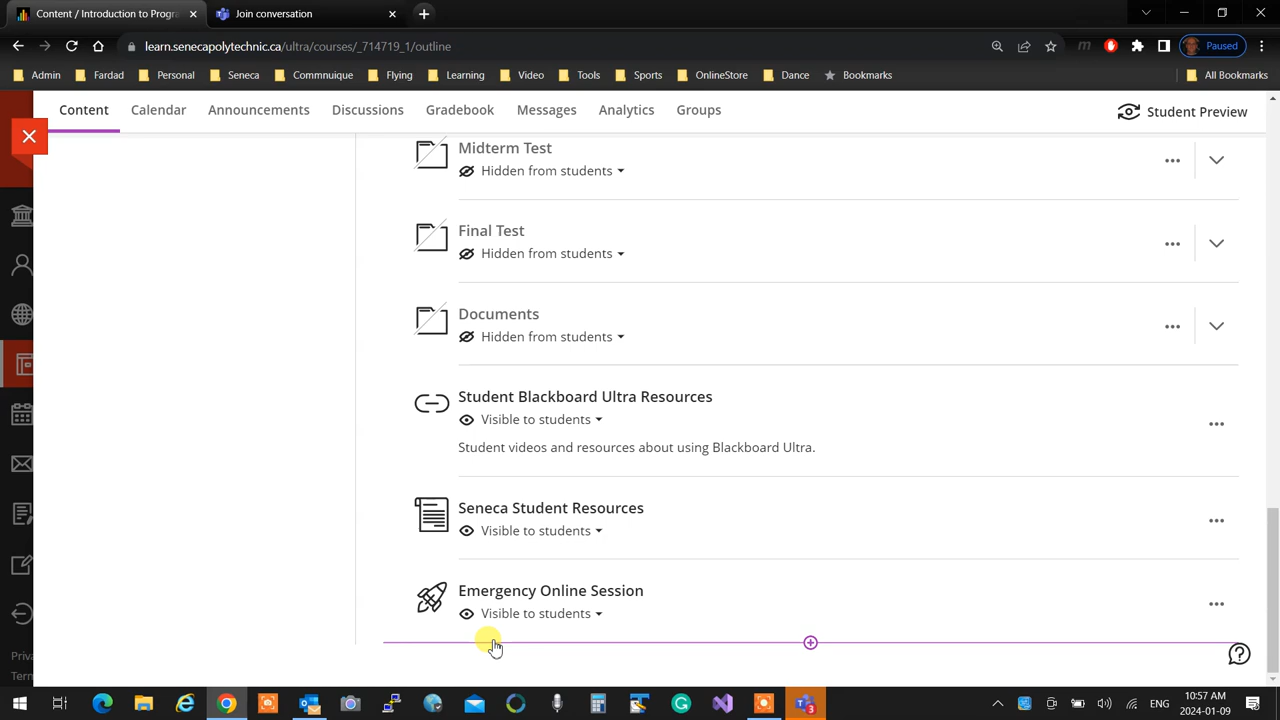 Content / Introduction to Progra
Join conversation
learn.senecapolytechnic.ca/ultra/courses/_714719_1/outline
Paused
Admin Fardad Personal Seneca Commnuique Flying Learning Video Tools Sports OnlineStore Dance Bookmarks All Bookmarks
Content Calendar Announcements Discussions Gradebook Messages Analytics Groups Student Preview
Midterm Test
Hidden from students
Final Test
Hidden from students
Documents
Hidden from students
Student Blackboard Ultra Resources
Visible to students
Student videos and resources about using Blackboard Ultra.
Seneca Student Resources
Visible to students
Emergency Online Session
Visible to students
Priva
Term
3
ENG
10:57 AM
2024-01-09